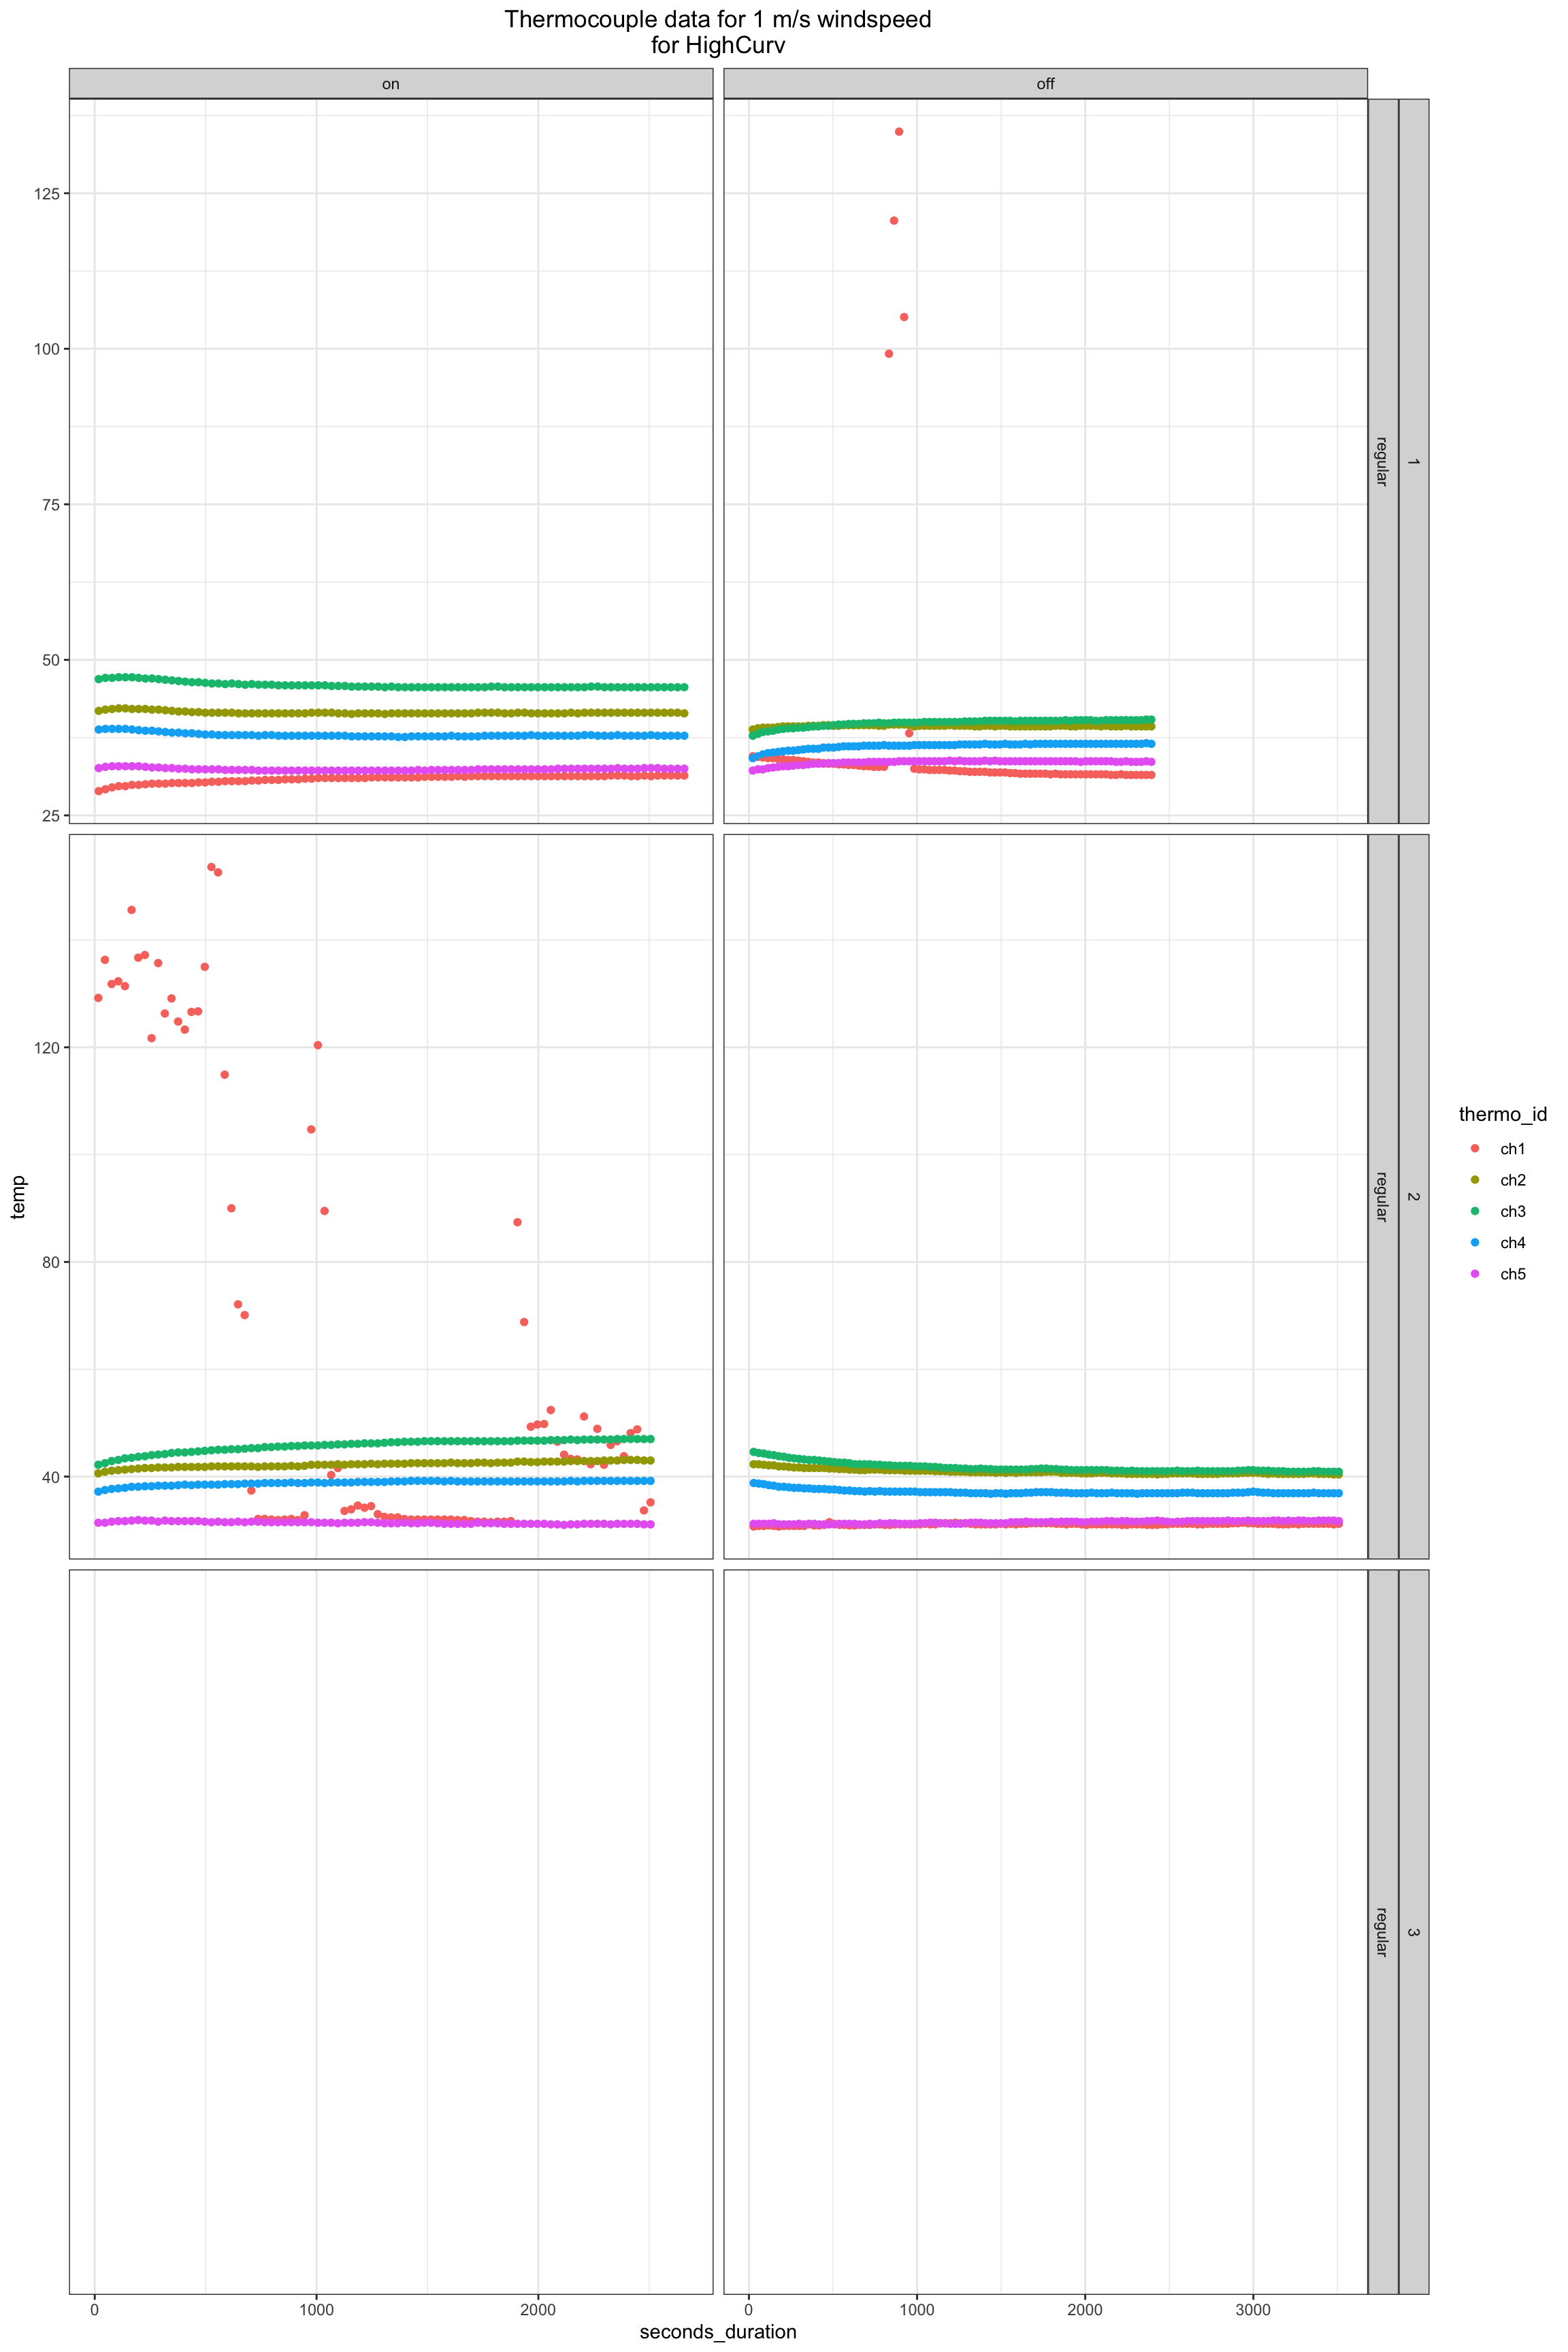 Thermocouple data for 1 m/s windspeed
for HighCurv
on
off
125
100
75
50
25
regular
1
120
80
40
regular
2
regular
3
temp
0
1000
2000
0
1000
2000
3000
seconds_duration
thermo_id
ch1
ch2
ch3
ch4
ch5